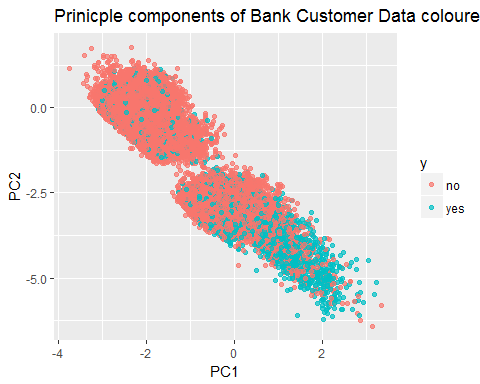 Prinicple components of Bank Customer Data coloure
0.0
-2.5
-5.0
PC2
-4
-2
0
2
PC1
y
no
yes